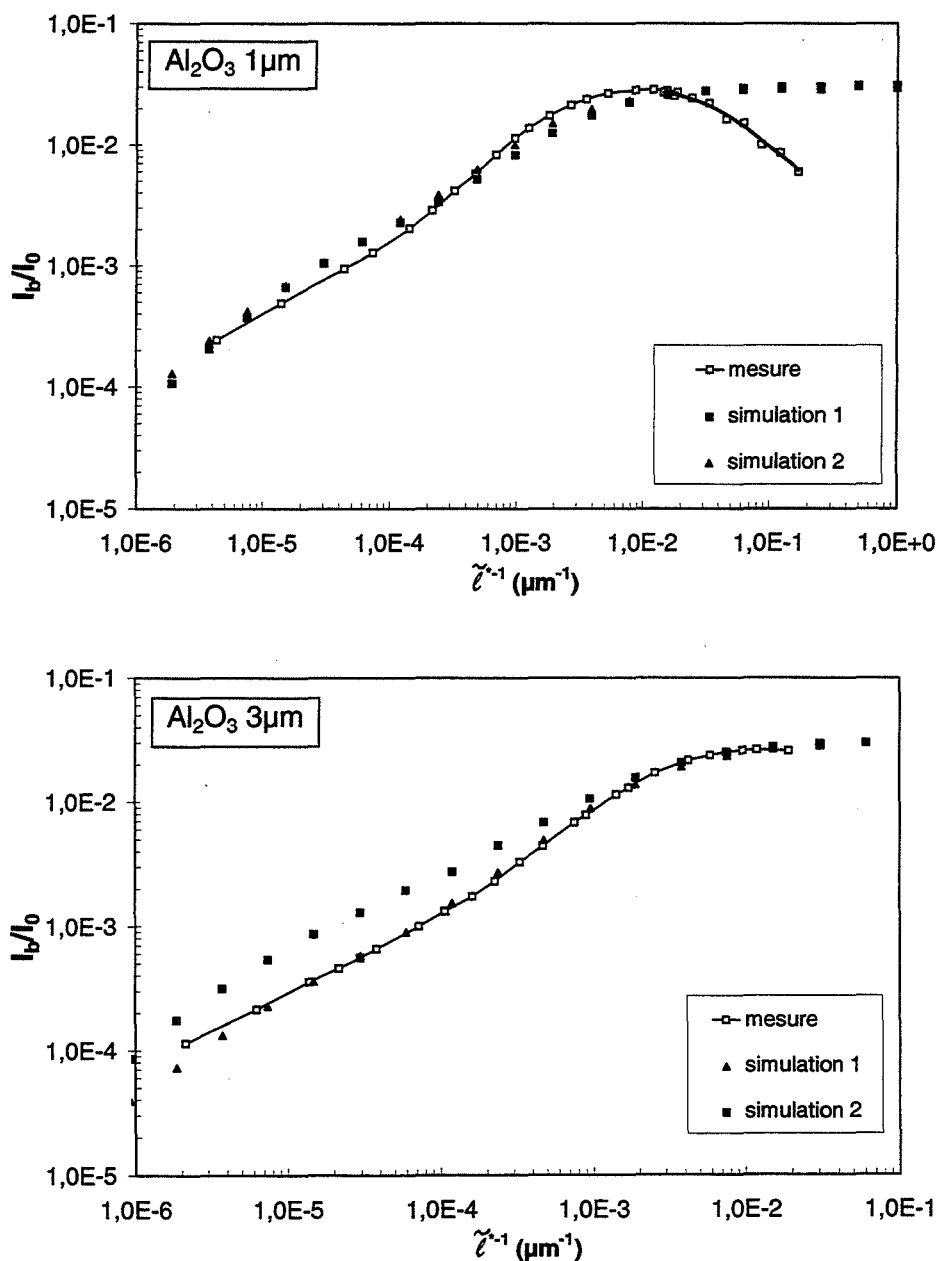 1,0E-1
Al₂O₃ 1µm
1,0E-2
1,0E-3
1,0E-4
1,0E-5
I_b/I_0
mesure
simulation 1
simulation 2
1,0E-6 1,0E-5 1,0E-4 1,0E-3 1,0E-2 1,0E-1 1,0E+0
ℓ̃*⁻¹ (µm⁻¹)
1,0E-1
Al₂O₃ 3µm
1,0E-2
1,0E-3
1,0E-4
1,0E-5
I_b/I_0
mesure
simulation 1
simulation 2
1,0E-6 1,0E-5 1,0E-4 1,0E-3 1,0E-2 1,0E-1
ℓ̃*⁻¹ (µm⁻¹)